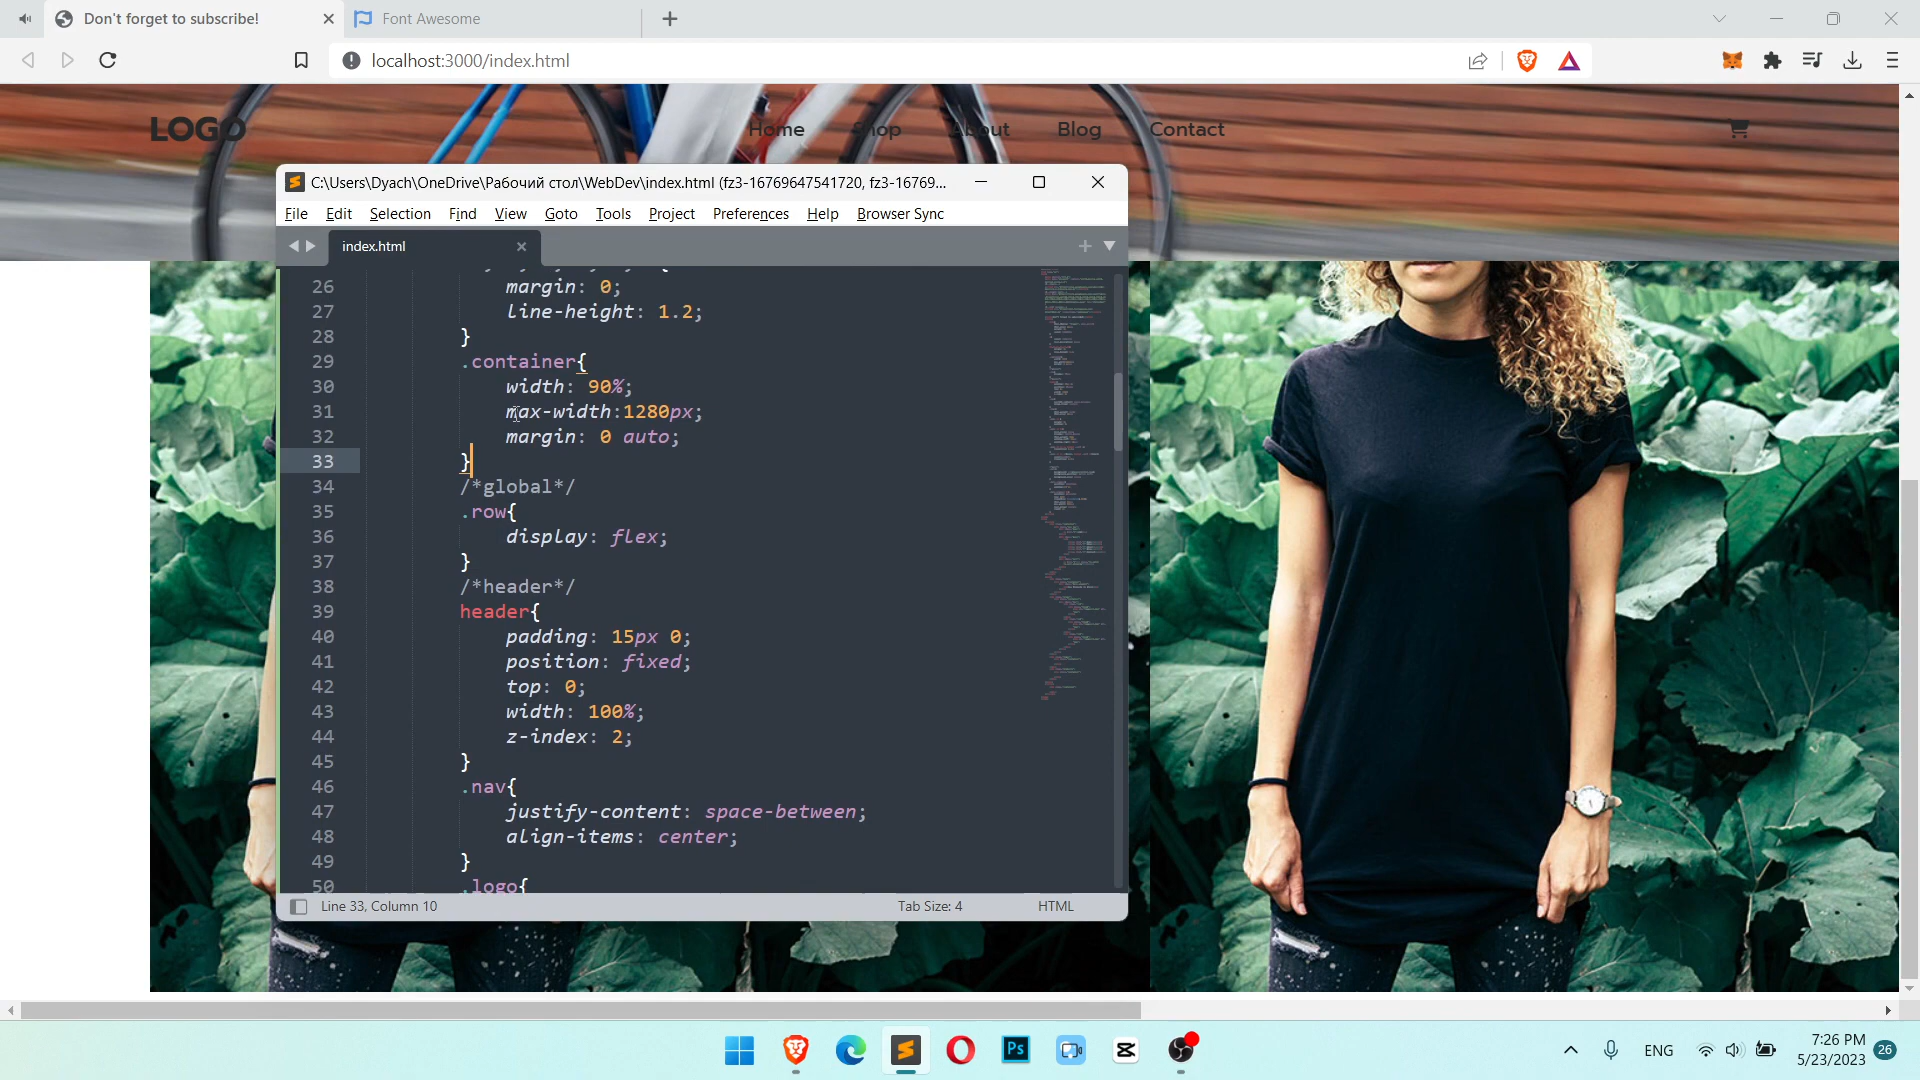 Don't forget to subscribe!
Font Awesome
localhost:3000/index.html
LOGO
Home Shop About Blog Contact
C:\Users\Dyach\OneDrive\Рабочий стол\WebDev\index.html (fz3-16769647541720, fz3-16769...
File Edit Selection Find View Goto Tools Project Preferences Help Browser Sync
index.html
26 margin: 0;
27 line-height: 1.2;
28 }
29 .container{
30 width: 90%;
31 max-width:1280px;
32 margin: 0 auto;
33 }
34 /*global*/
35 .row{
36 display: flex;
37 }
38 /*header*/
39 header{
40 padding: 15px 0;
41 position: fixed;
42 top: 0;
43 width: 100%;
44 z-index: 2;
45 }
46 .nav{
47 justify-content: space-between;
48 align-items: center;
49 }
50 .logo{
Line 33, Column 10
Tab Size: 4
HTML
Ps
ENG
7:26 PM
5/23/2023
26